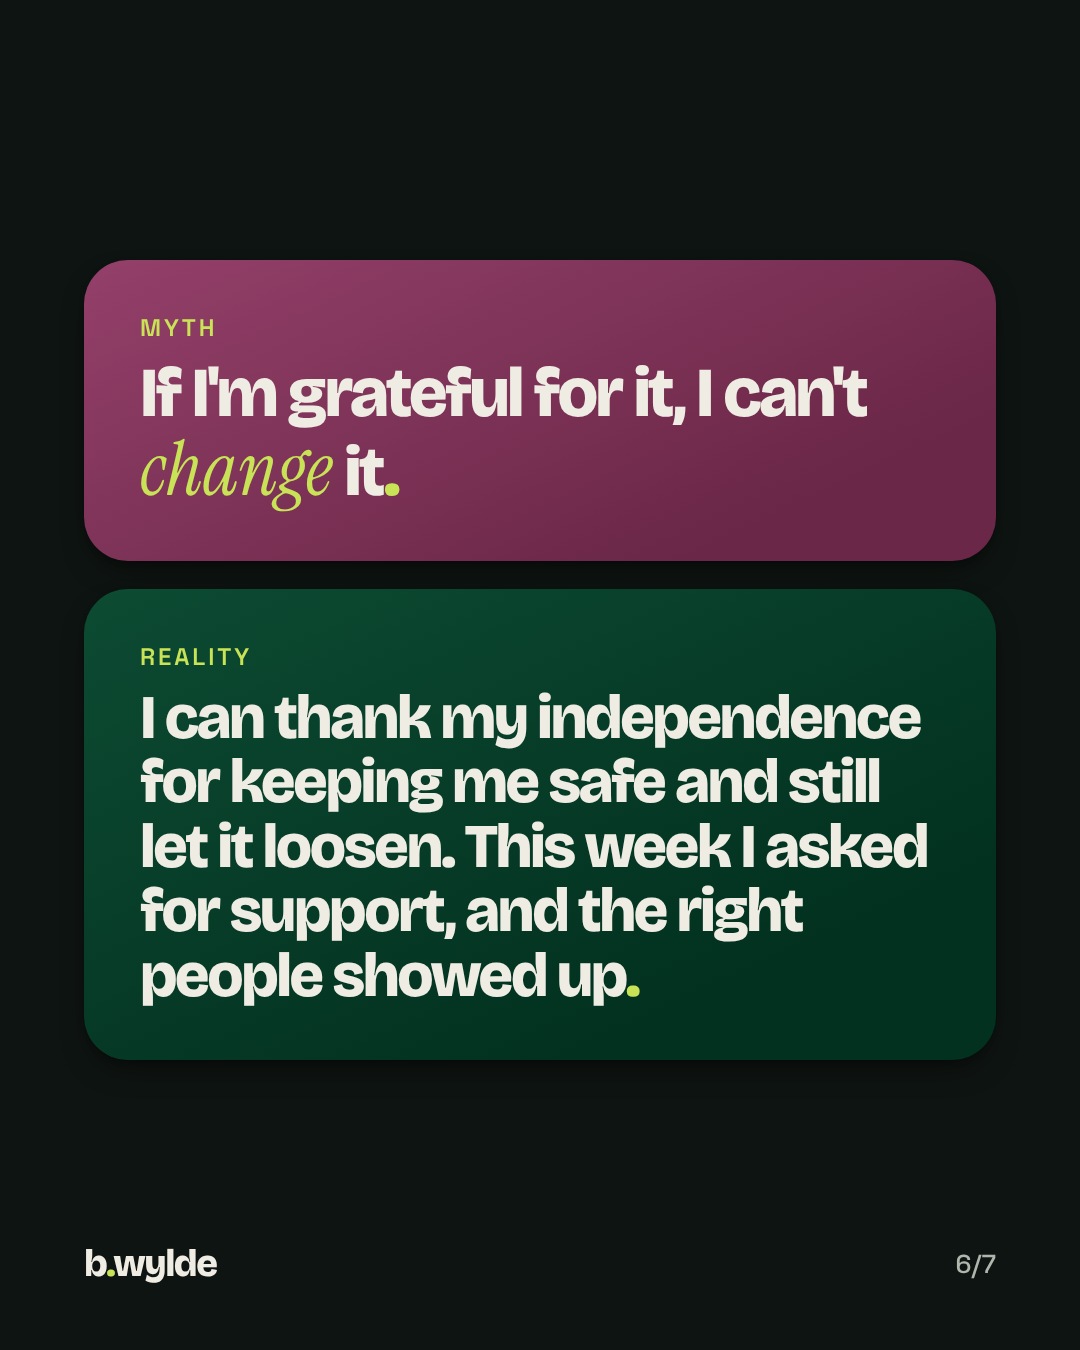 MYTH
If I'm grateful for it, I can't
change it.
REALITY
I can thank my independence
for keeping me safe and still
let it loosen. This week I asked
for support, and the right
people showed up.
b.wylde
6/7